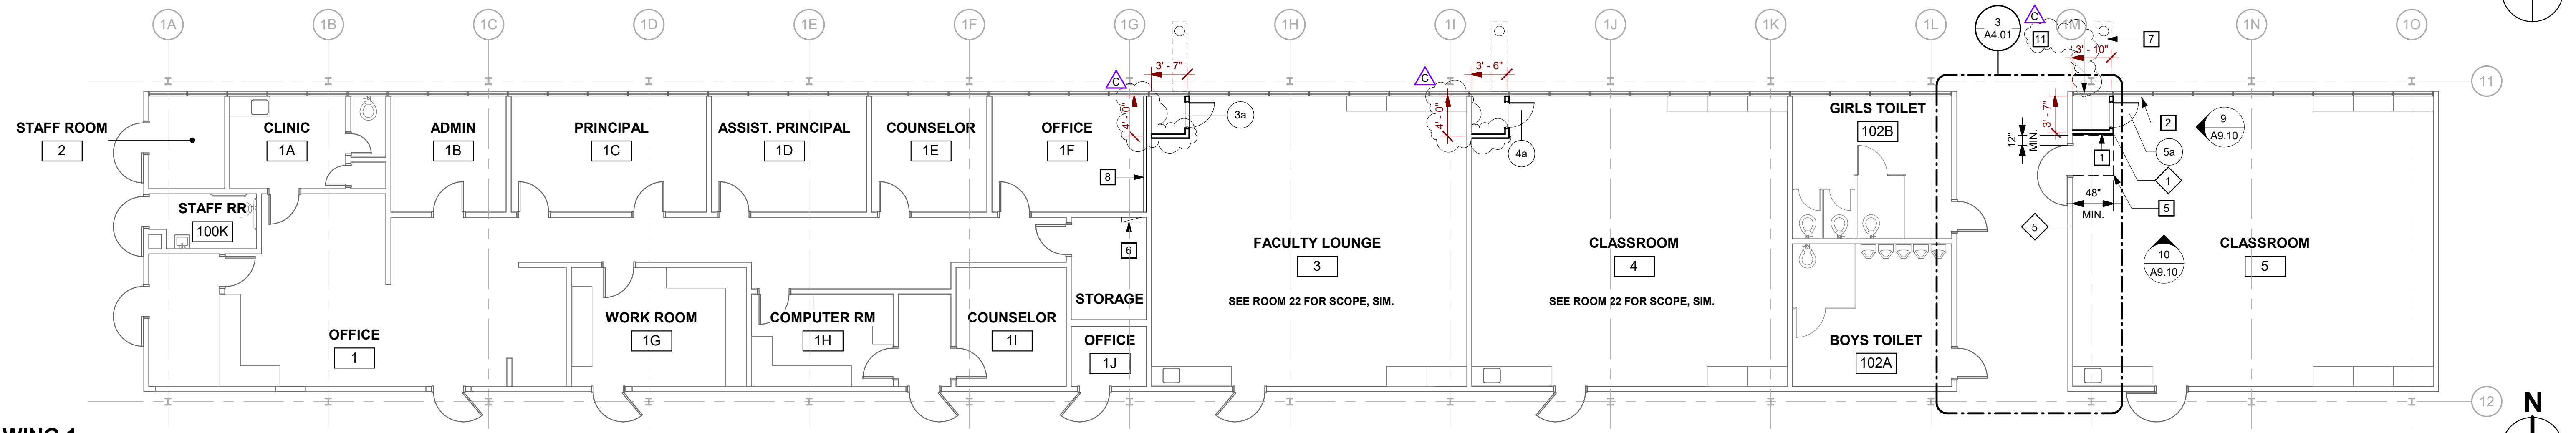 1A 1B 1C 1D 1E 1F 1G 1H 1I 1J 1K 1L 1M 1N 1O
3
A4.01
C
11
7
3' - 10"
C
3' - 7"
C
3' - 6"
11
4' - 0"
4' - 0"
3' - 7"
3a
4a
2
9
A9.10
12"
MIN.
5a
1
1
48"
MIN.
5
5
10
A9.10
8
6
STAFF ROOM
2
CLINIC
1A
ADMIN
1B
PRINCIPAL
1C
ASSIST. PRINCIPAL
1D
COUNSELOR
1E
OFFICE
1F
GIRLS TOILET
102B
STAFF RR
100K
FACULTY LOUNGE
3
SEE ROOM 22 FOR SCOPE, SIM.
CLASSROOM
4
SEE ROOM 22 FOR SCOPE, SIM.
CLASSROOM
5
STORAGE
OFFICE
1
WORK ROOM
1G
COMPUTER RM
1H
COUNSELOR
1I
OFFICE
1J
BOYS TOILET
102A
12
N
WING 1